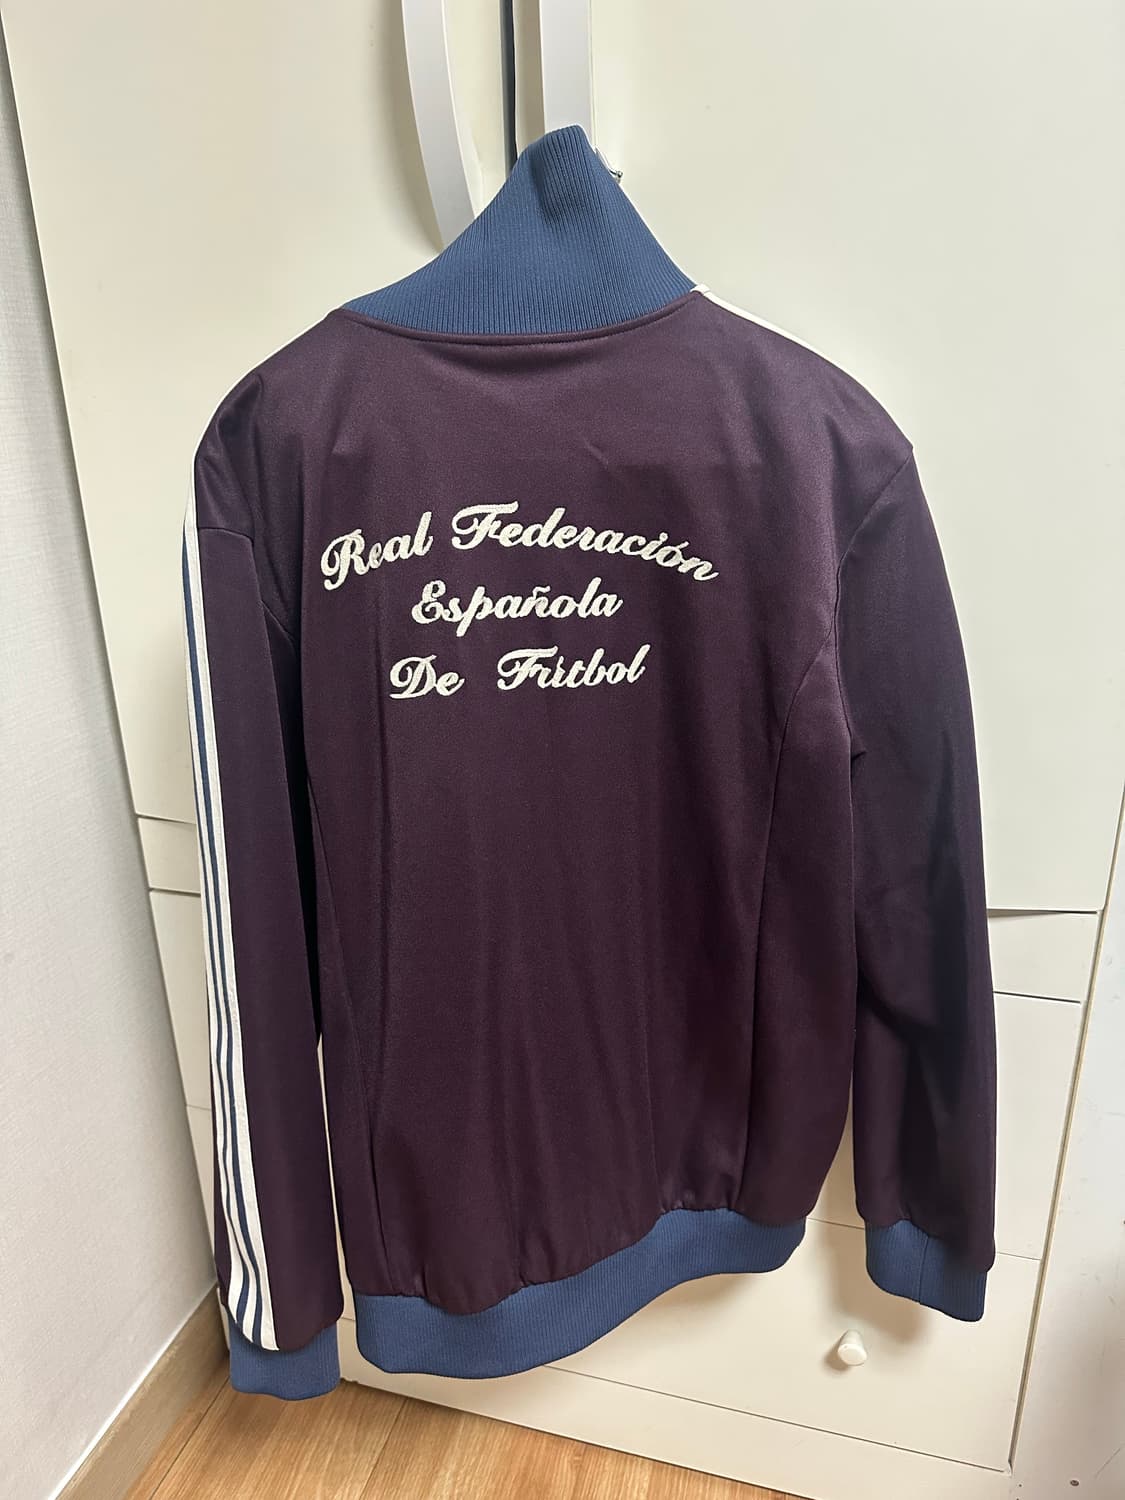 Real Federación
Española
De Fútbol